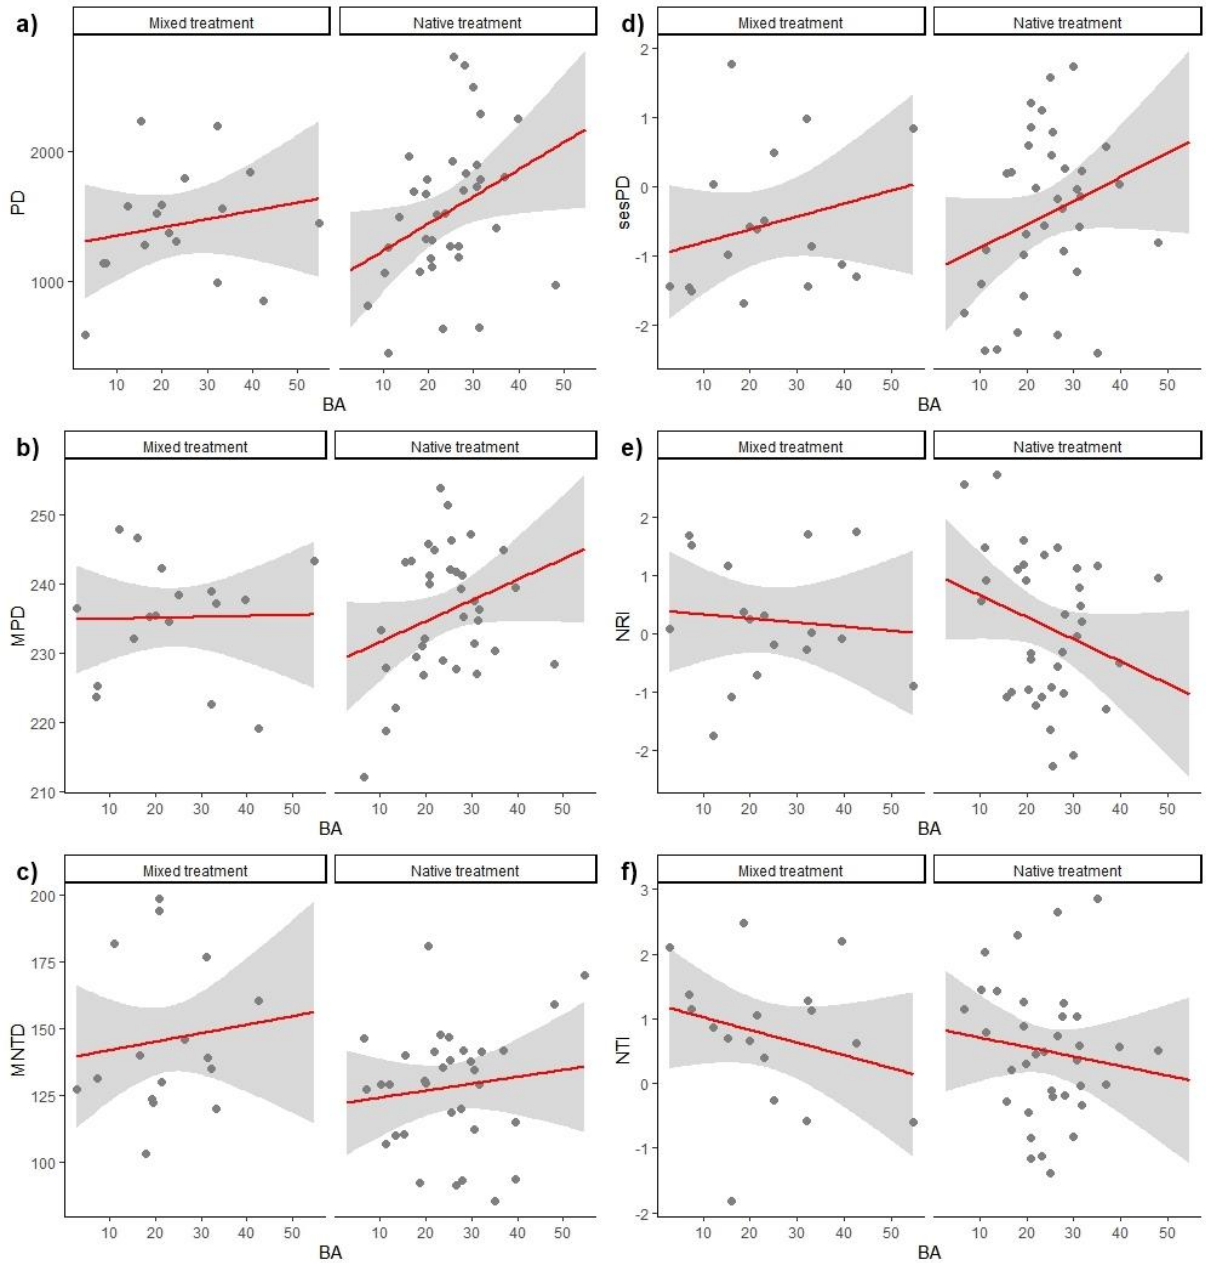 a)
Mixed treatment
Native treatment
PD
2000
1000
10 20 30 40 50
10 20 30 40 50
BA
d)
Mixed treatment
Native treatment
sesPD
2
1
0
-1
-2
10 20 30 40 50
10 20 30 40 50
BA
b)
Mixed treatment
Native treatment
MPD
250
240
230
220
210
10 20 30 40 50
10 20 30 40 50
BA
e)
Mixed treatment
Native treatment
NRI
2
1
0
-1
-2
10 20 30 40 50
10 20 30 40 50
BA
c)
Mixed treatment
Native treatment
MNTD
200
175
150
125
100
10 20 30 40 50
10 20 30 40 50
BA
f)
Mixed treatment
Native treatment
NTI
3
2
1
0
-1
-2
10 20 30 40 50
10 20 30 40 50
BA